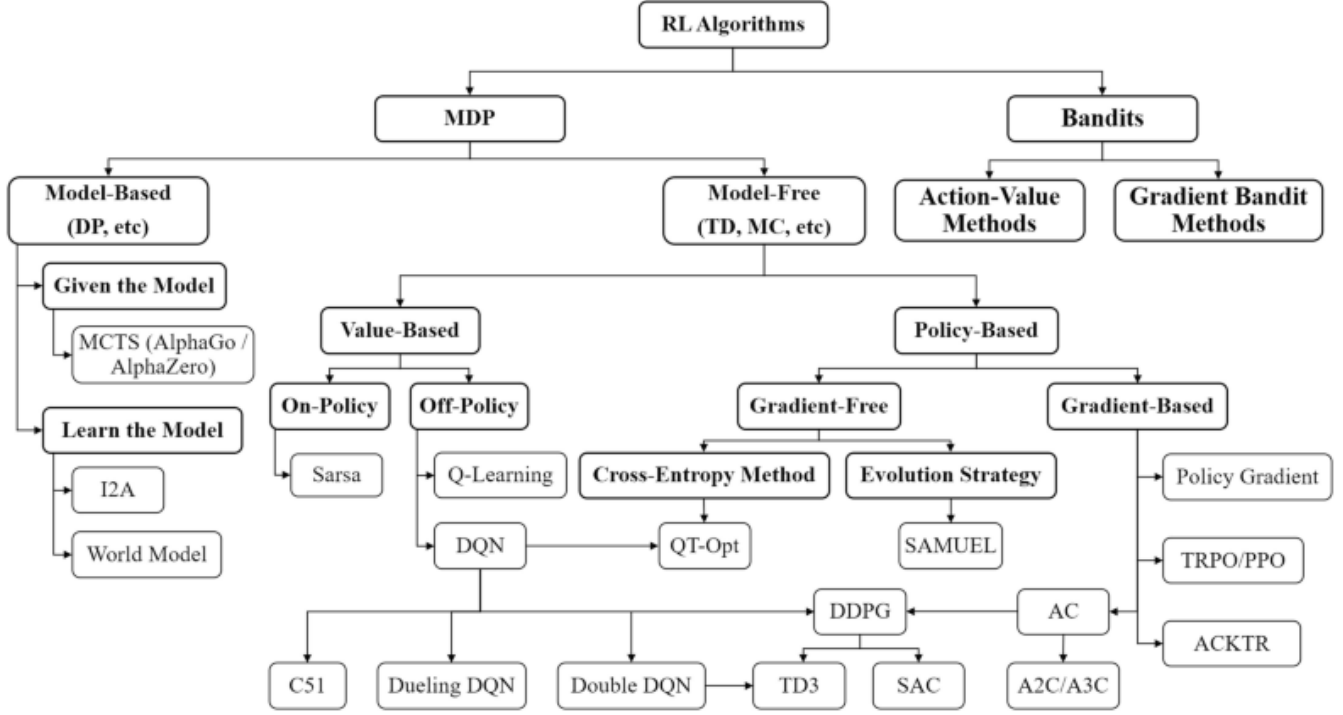 RL Algorithms
MDP
Bandits
Model-Based
(DP, etc)
Model-Free
(TD, MC, etc)
Action-Value
Methods
Gradient Bandit
Methods
Given the Model
MCTS (AlphaGo /
AlphaZero)
Learn the Model
I2A
World Model
Value-Based
Policy-Based
On-Policy
Off-Policy
Gradient-Free
Gradient-Based
Sarsa
Q-Learning
Cross-Entropy Method
Evolution Strategy
Policy Gradient
DQN
QT-Opt
SAMUEL
TRPO/PPO
DDPG
AC
ACKTR
C51
Dueling DQN
Double DQN
TD3
SAC
A2C/A3C